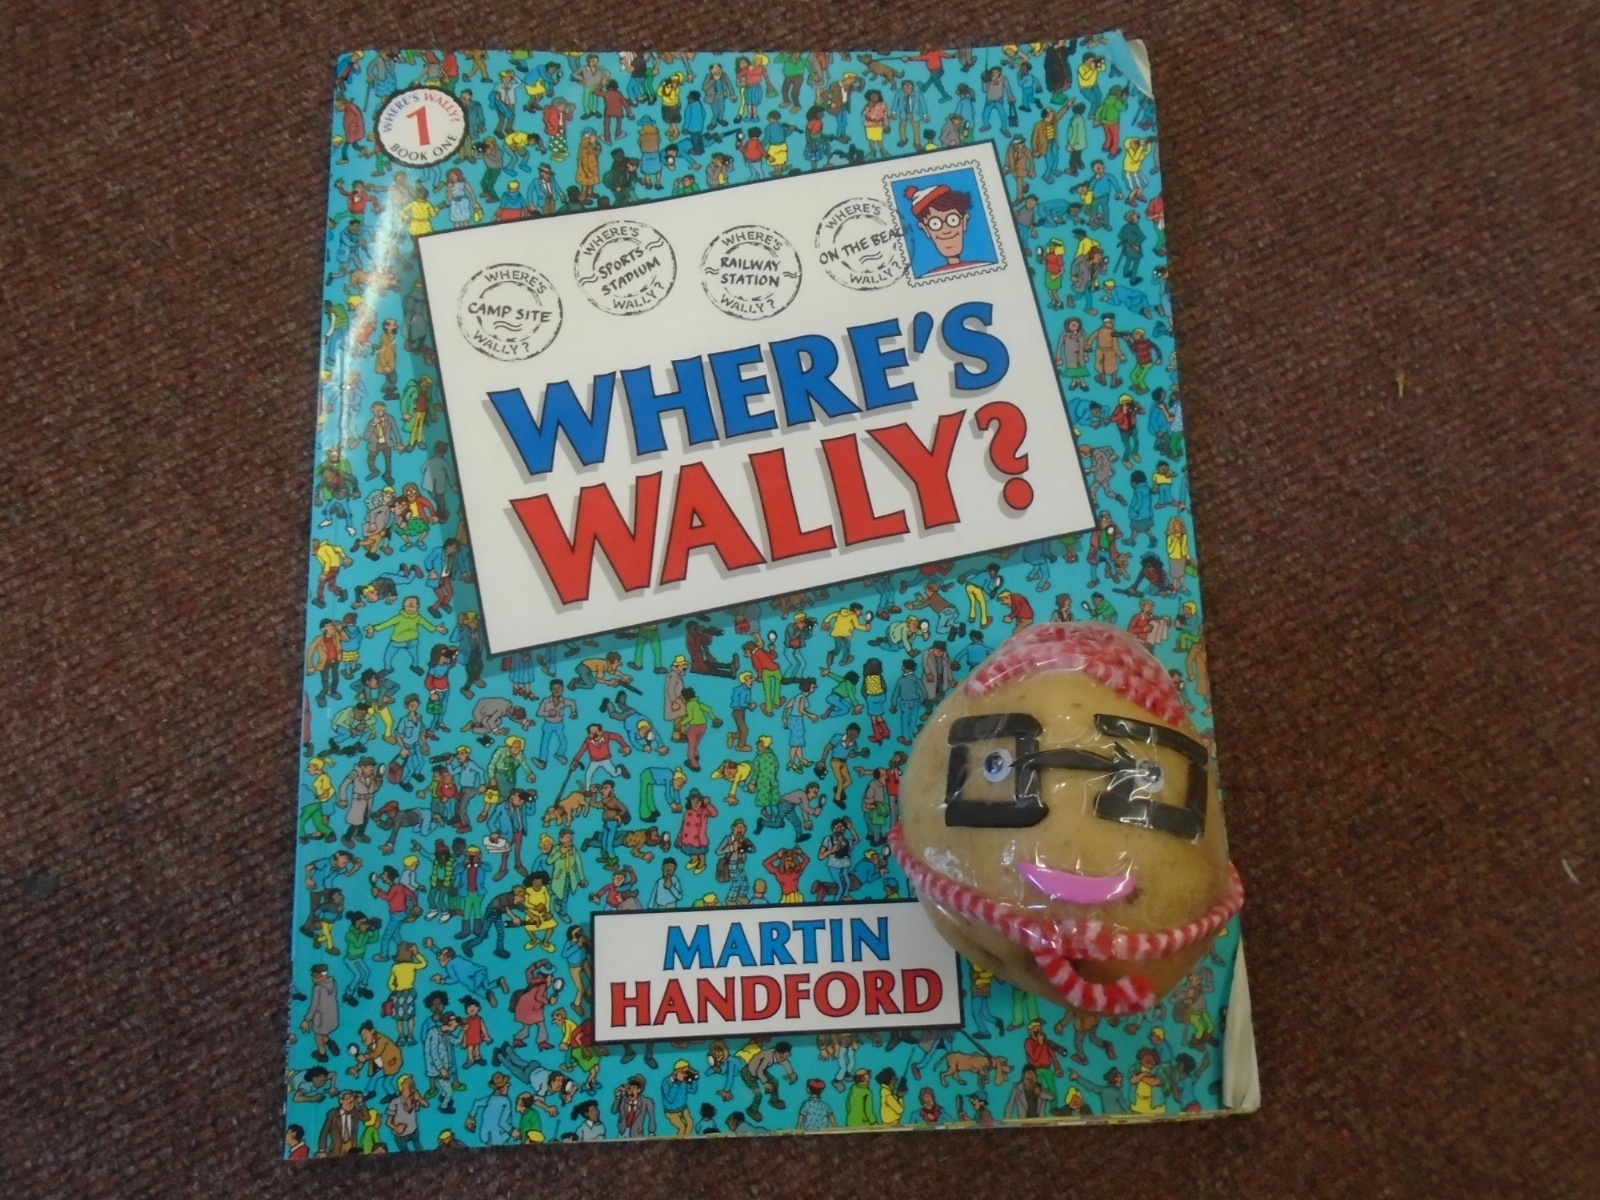 WHERE'S WALLY?
1
BOOK ONE
WHERE'S
CAMP SITE
WALLY?
WHERE'S
SPORTS
STADIUM
WALLY?
WHERE'S
RAILWAY
STATION
WALLY?
WHERE'S
ON THE BEA
WALLY?
WHERE'S
WALLY?
MARTIN
HANDFORD